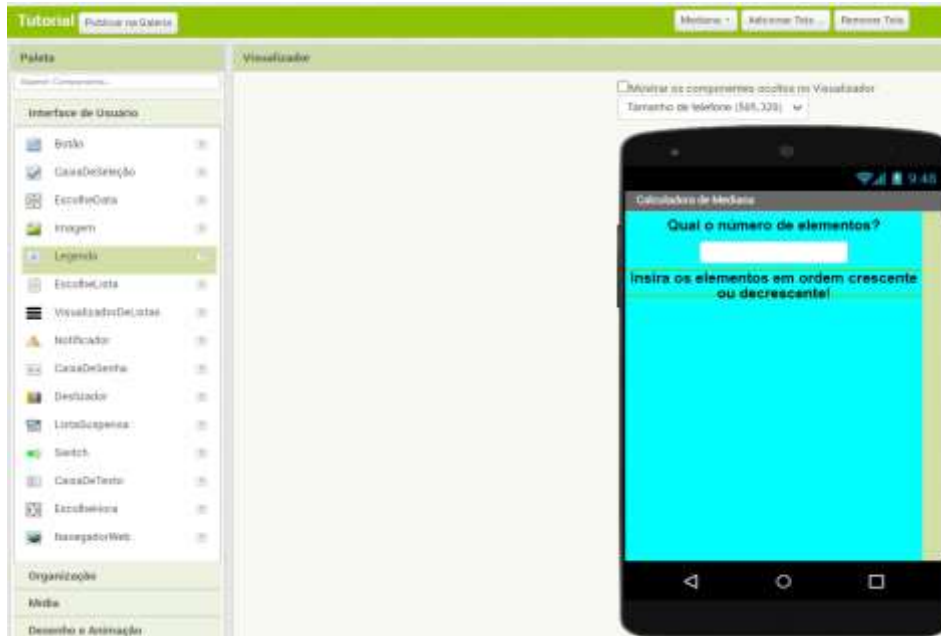 Tutorial Publicar na Galeria
Mediana Adicionar Tela ... Remover Tela
Paleta
Visualizador
Search Components...
Mostrar os componentes ocultos no Visualizador
Tamanho de telefone (505,320)
Interface de Usuário
Botão
CaixaDeSeleção
EscolheData
Imagem
Legenda
EscolheLista
VisualizadorDeListas
Notificador
CaixaDeSenha
Deslizador
ListaSuspensa
Switch
CaixaDeTexto
EscolheHora
NavegadorWeb
Organização
Mídia
Desenho e Animação
9:48
Calculadora de Mediana
Qual o número de elementos?
Insira os elementos em ordem crescente
ou decrescente!